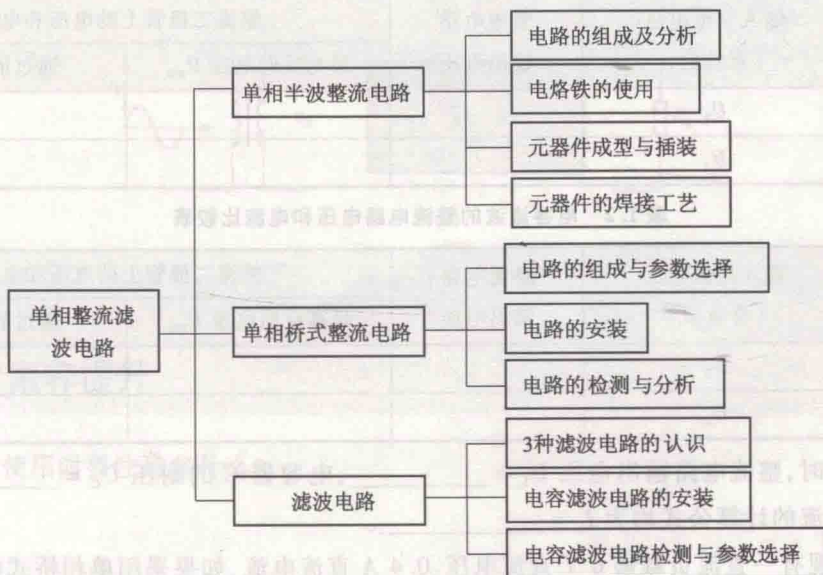 电路的组成及分析
单相半波整流电路
电烙铁的使用
元器件成型与插装
元器件的焊接工艺
单相整流滤
波电路
电路的组成与参数选择
单相桥式整流电路
电路的安装
电路的检测与分析
3种滤波电路的认识
滤波电路
电容滤波电路的安装
电容滤波电路检测与参数选择